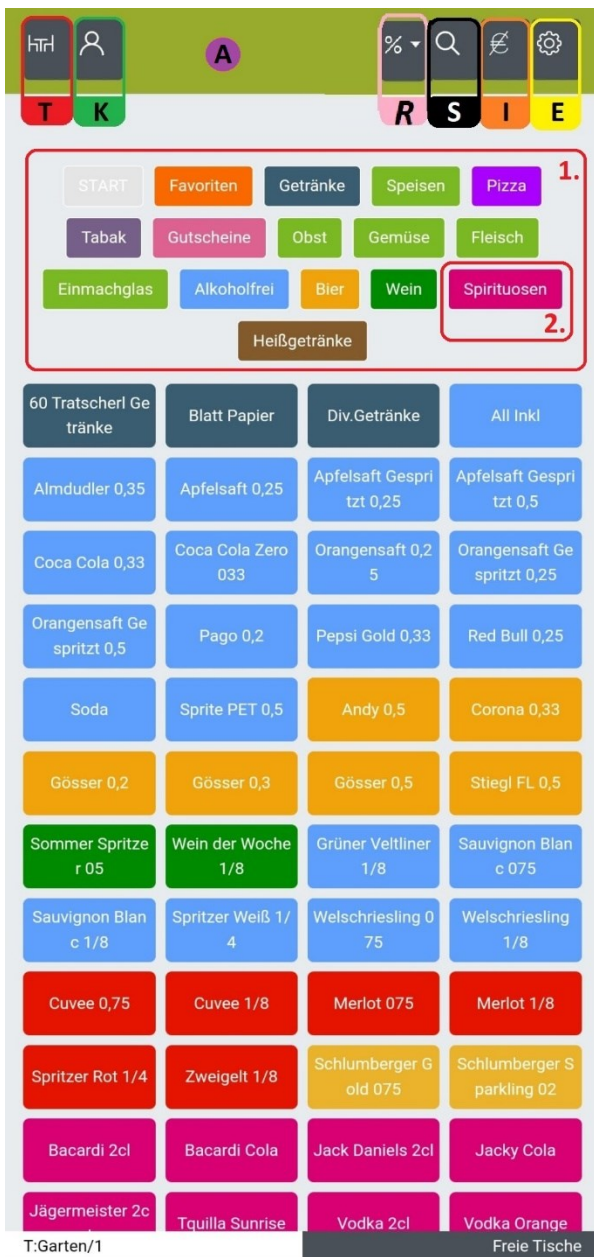 A
%
T
K
R
S
I
E
START
Favoriten
Getränke
Speisen
Pizza
1.
Tabak
Gutscheine
Obst
Gemüse
Fleisch
Einmachglas
Alkoholfrei
Bier
Wein
Spirituosen
2.
Heißgetränke
60 Tratscherl Ge
tränke
Blatt Papier
Div.Getränke
All Inkl
Almdudler 0,35
Apfelsaft 0,25
Apfelsaft Gespri
tzt 0,25
Apfelsaft Gespri
tzt 0,5
Coca Cola 0,33
Coca Cola Zero
033
Orangensaft 0,2
5
Orangensaft Ge
spritzt 0,25
Orangensaft Ge
spritzt 0,5
Pago 0,2
Pepsi Gold 0,33
Red Bull 0,25
Soda
Sprite PET 0,5
Andy 0,5
Corona 0,33
Gösser 0,2
Gösser 0,3
Gösser 0,5
Stiegl FL 0,5
Sommer Spritze
r 05
Wein der Woche
1/8
Grüner Veltliner
1/8
Sauvignon Blan
c 075
Sauvignon Blan
c 1/8
Spritzer Weiß 1/
4
Welschriesling 0
75
Welschriesling
1/8
Cuvee 0,75
Cuvee 1/8
Merlot 075
Merlot 1/8
Spritzer Rot 1/4
Zweigelt 1/8
Schlumberger G
old 075
Schlumberger S
parkling 02
Bacardi 2cl
Bacardi Cola
Jack Daniels 2cl
Jacky Cola
Jägermeister 2c
Tquilla Sunrise
Vodka 2cl
Vodka Orange
T:Garten/1
Freie Tische